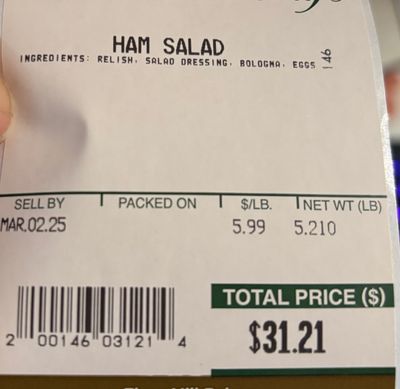 HAM SALAD
INGREDIENTS: RELISH, SALAD DRESSING, BOLOGNA, EGGS
146
SELL BY PACKED ON $/LB. NET WT (LB)
MAR.02.25 5.99 5.210
TOTAL PRICE ($)
$31.21
2 00146 03121 4